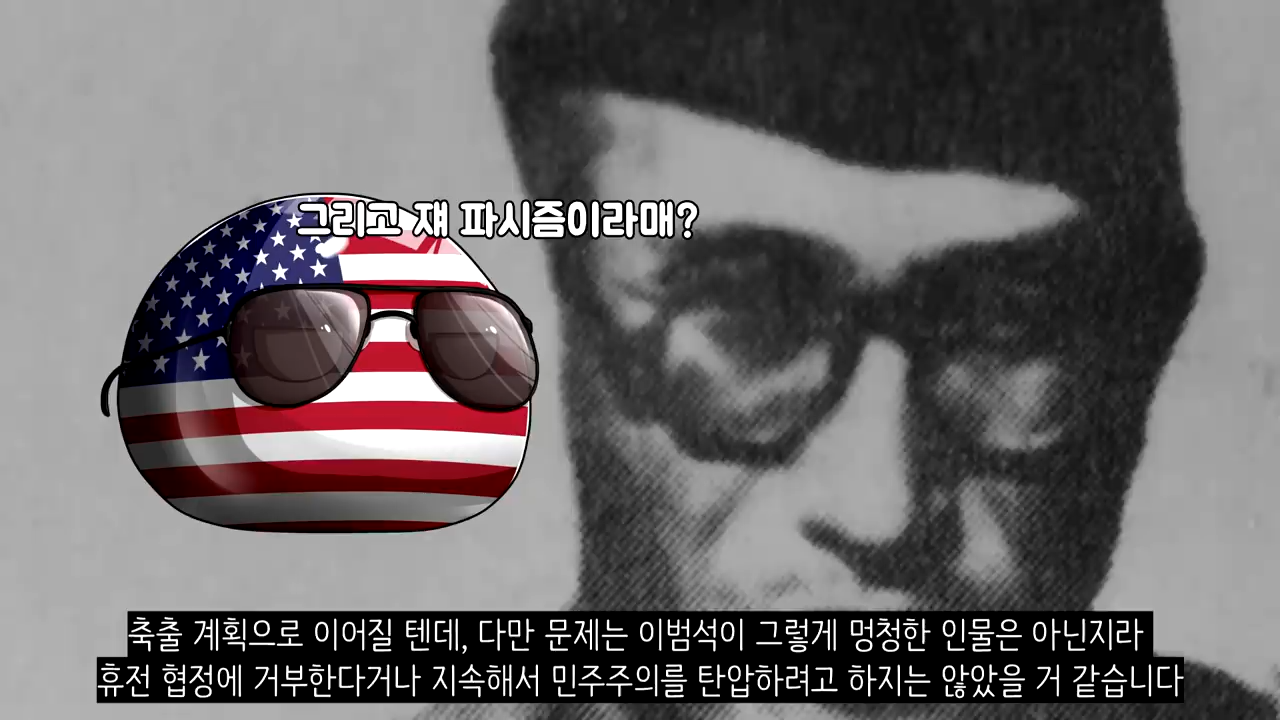 그리고 쟤 파시즘이라매?
축출 계획으로 이어질 텐데, 다만 문제는 이범석이 그렇게 멍청한 인물은 아닌지라
휴전 협정에 거부한다거나 지속해서 민주주의를 탄압하려고 하지는 않았을 거 같습니다